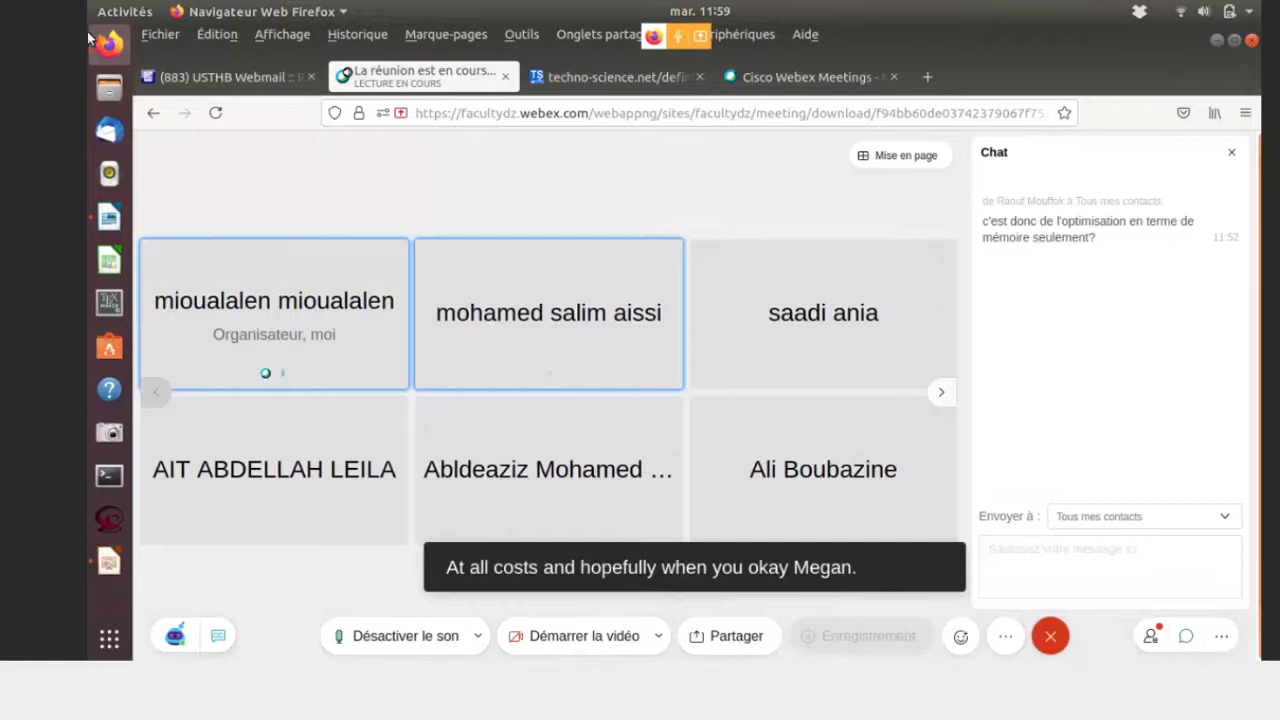 Activités Navigateur Web Firefox mar. 11:59
Fichier Édition Affichage Historique Marque-pages Outils Onglets partag riphériques Aide
(883) USTHB Webmail :: La réunion est en cours... techno-science.net/defin Cisco Webex Meetings -
LECTURE EN COURS
https://facultydz.webex.com/webappng/sites/facultydz/meeting/download/f94bb60de03742379067f75
Mise en page
Chat
de Raouf Mouffok à Tous mes contacts
c'est donc de l'optimisation en terme de
mémoire seulement? 11:52
mioualalen mioualalen
Organisateur, moi
mohamed salim aissi
saadi ania
AIT ABDELLAH LEILA
Abldeaziz Mohamed ...
Ali Boubazine
Envoyer à : Tous mes contacts
Saisissez votre message ici
At all costs and hopefully when you okay Megan.
Désactiver le son Démarrer la vidéo Partager Enregistrement